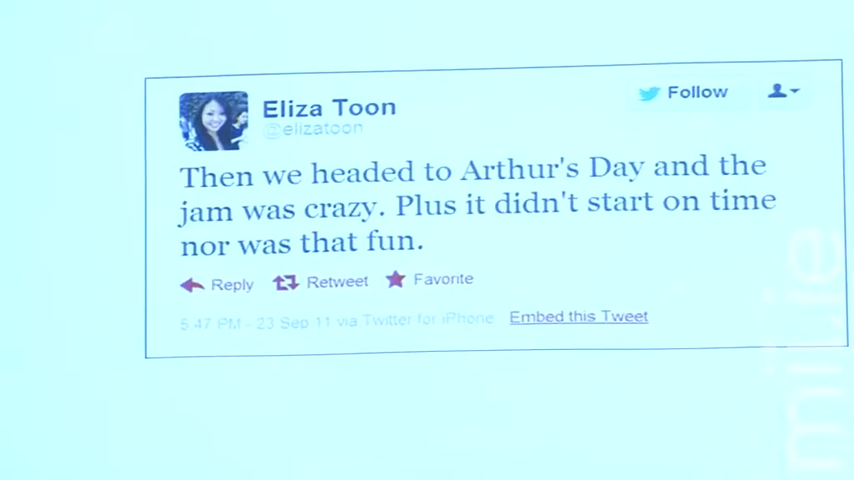 Eliza Toon
@elizatoon
Follow
Then we headed to Arthur's Day and the
jam was crazy. Plus it didn't start on time
nor was that fun.
Reply Retweet Favorite
5:47 PM - 23 Sep 11 via Twitter for iPhone Embed this Tweet